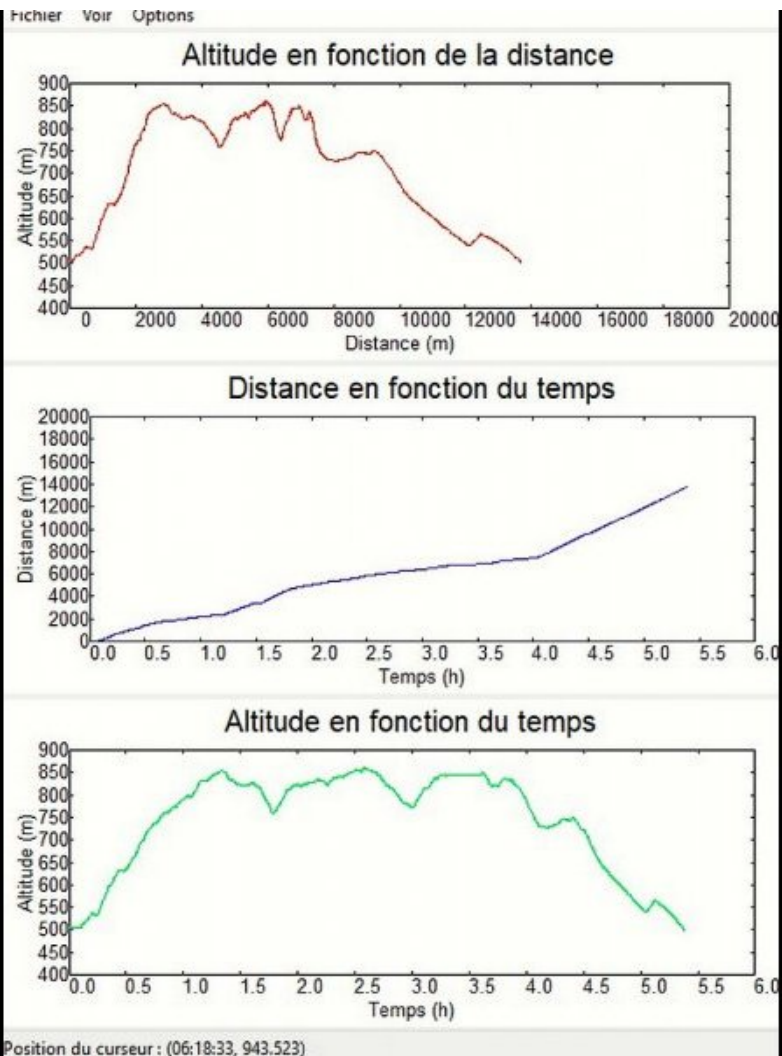 Fichier Voir Options
Altitude en fonction de la distance
Altitude (m)
900
850
800
750
700
650
600
550
500
450
400
0 2000 4000 6000 8000 10000 12000 14000 16000 18000 20000
Distance (m)
Distance en fonction du temps
Distance (m)
20000
18000
16000
14000
12000
10000
8000
6000
4000
2000
0
0.0 0.5 1.0 1.5 2.0 2.5 3.0 3.5 4.0 4.5 5.0 5.5 6.0
Temps (h)
Altitude en fonction du temps
Altitude (m)
900
850
800
750
700
650
600
550
500
450
400
0.0 0.5 1.0 1.5 2.0 2.5 3.0 3.5 4.0 4.5 5.0 5.5 6.0
Temps (h)
Position du curseur : (06:18:33, 943.523)